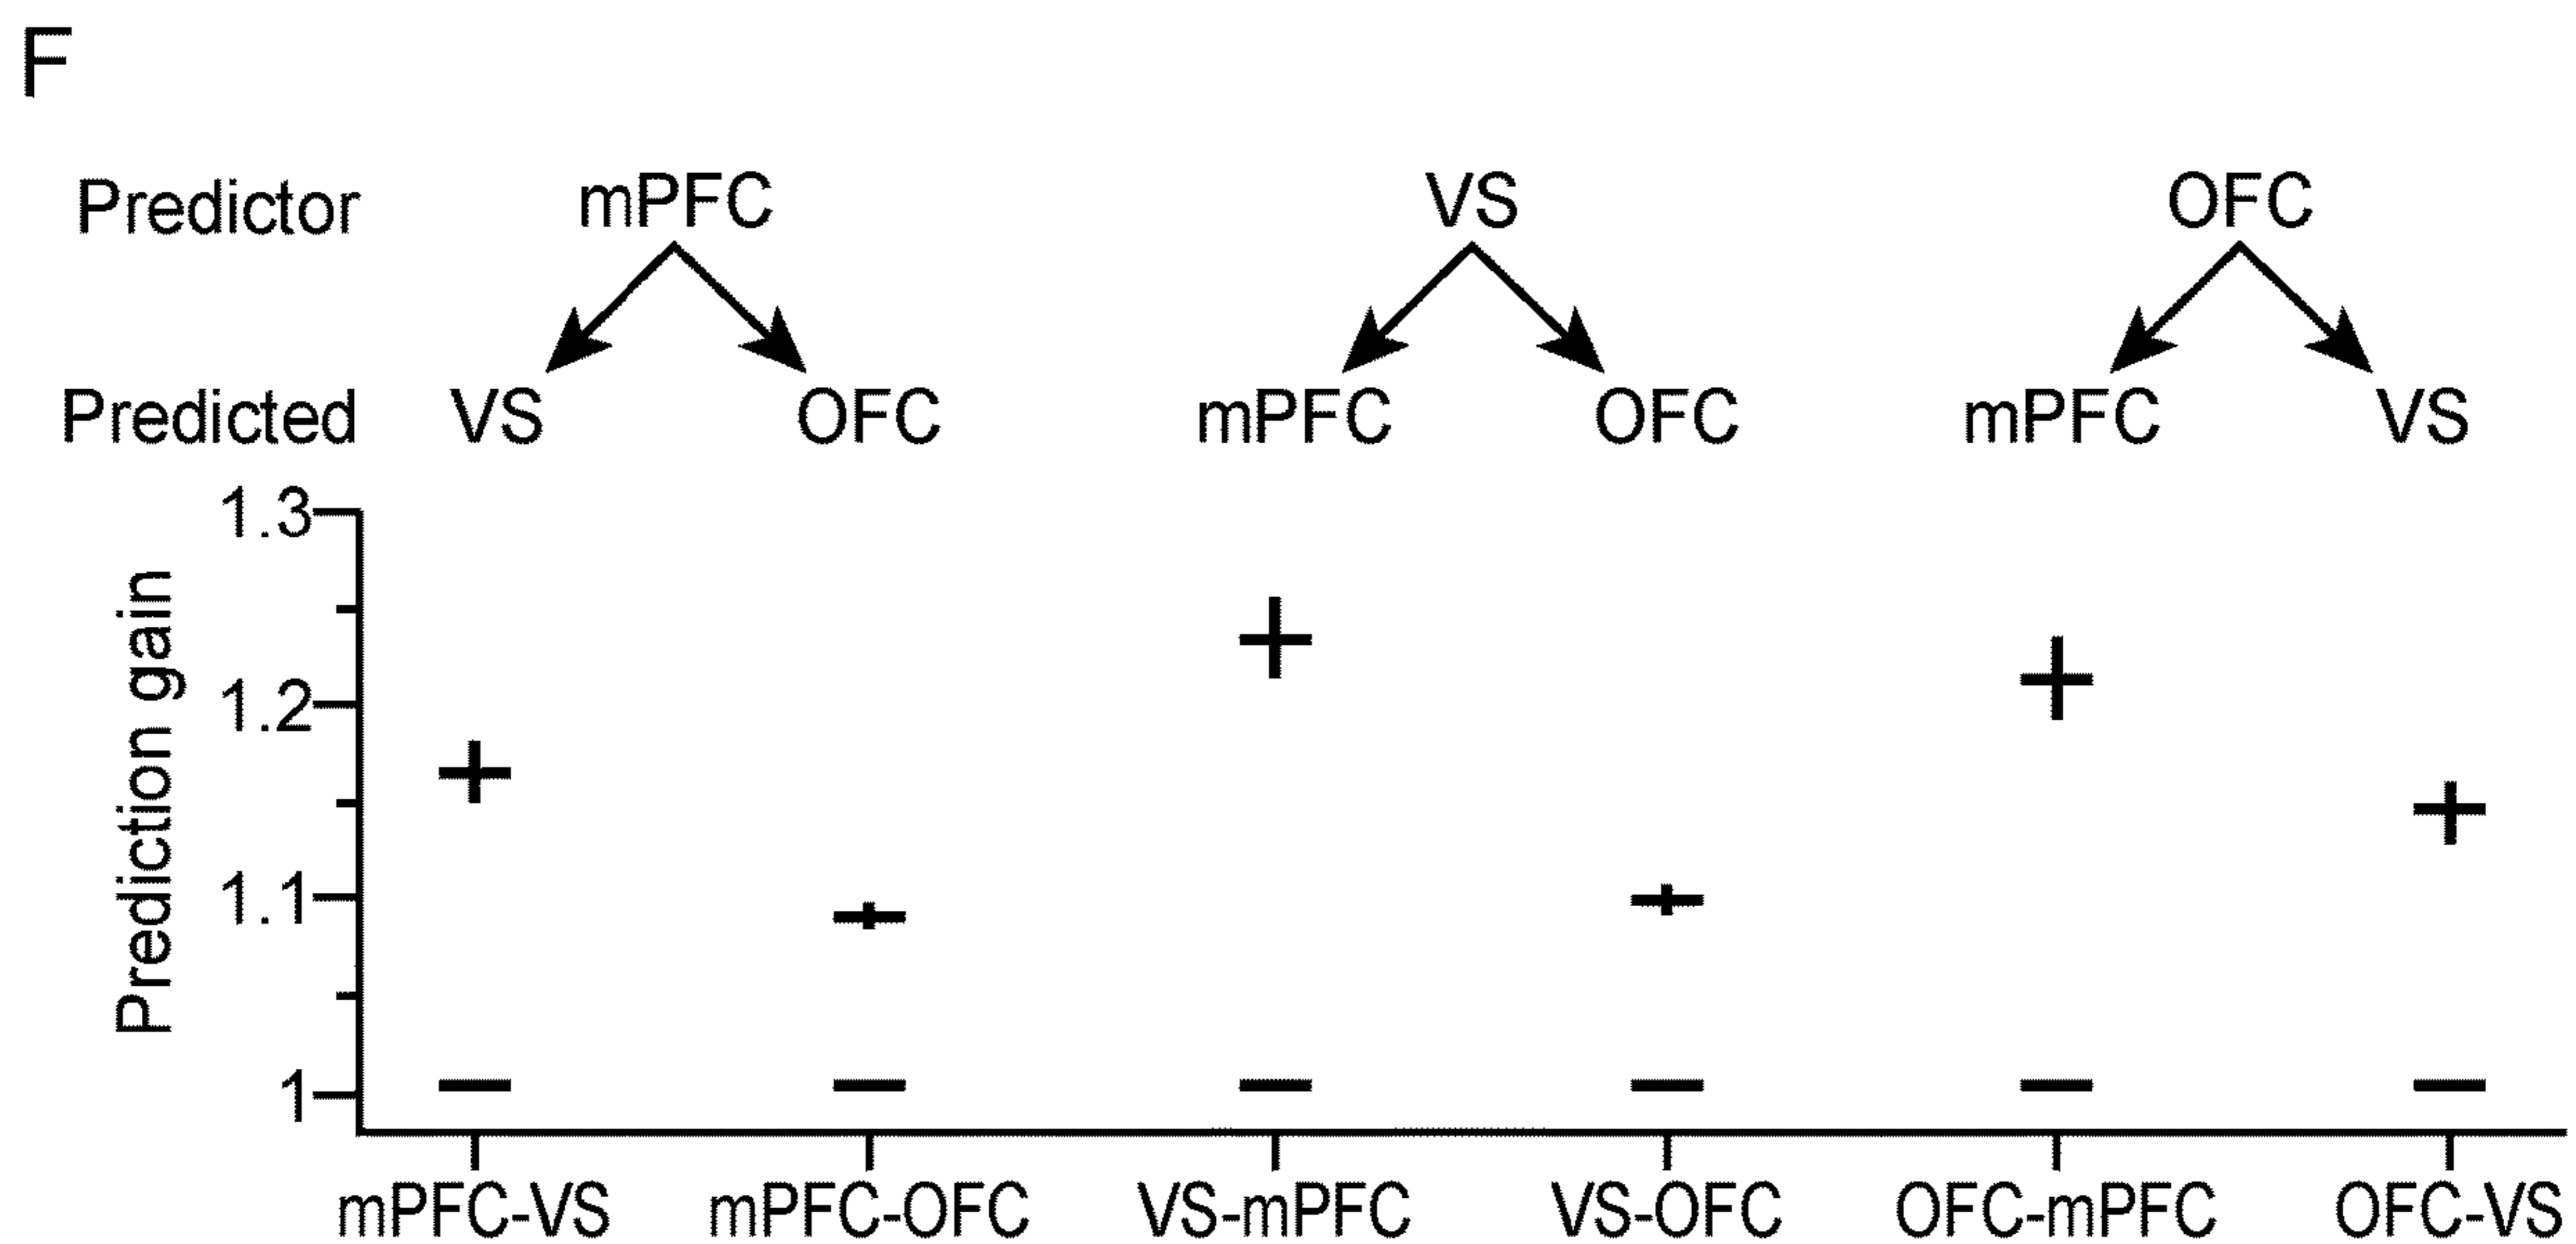 F
Predictor mPFC VS OFC
Predicted VS OFC mPFC OFC mPFC VS
1.3
1.2
1.1
1
Prediction gain
mPFC-VS mPFC-OFC VS-mPFC VS-OFC OFC-mPFC OFC-VS